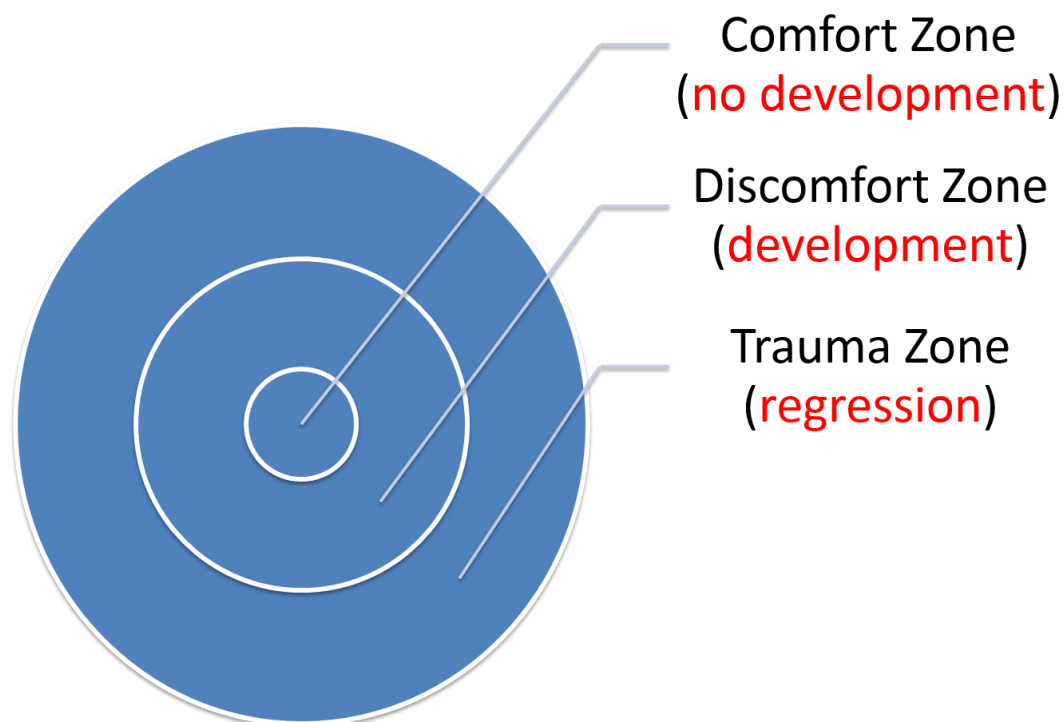 Comfort Zone
(no development)
Discomfort Zone
(development)
Trauma Zone
(regression)